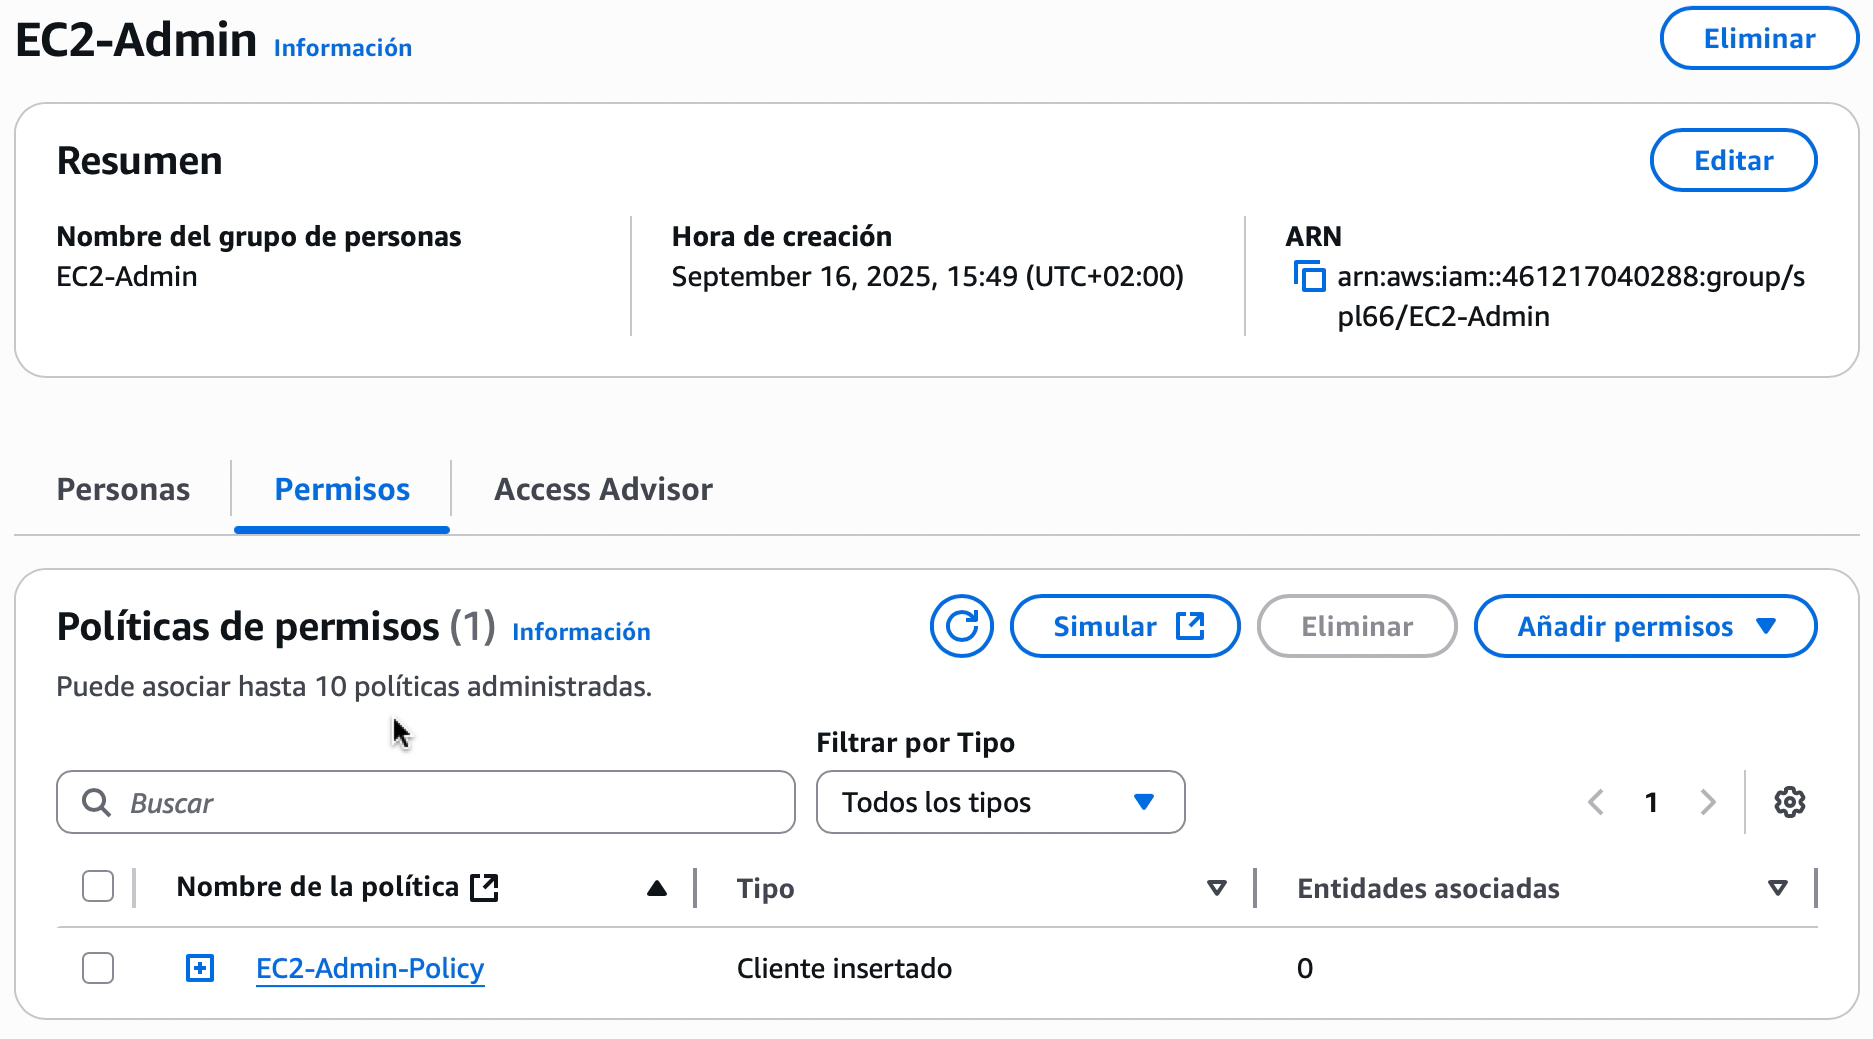 EC2-Admin Información
Eliminar
Resumen
Editar
Nombre del grupo de personas
EC2-Admin
Hora de creación
September 16, 2025, 15:49 (UTC+02:00)
ARN
arn:aws:iam::461217040288:group/s
pl66/EC2-Admin
Personas
Permisos
Access Advisor
Políticas de permisos (1) Información
Simular
Eliminar
Añadir permisos
Puede asociar hasta 10 políticas administradas.
Filtrar por Tipo
Buscar
Todos los tipos
1
Nombre de la política
Tipo
Entidades asociadas
EC2-Admin-Policy
Cliente insertado
0